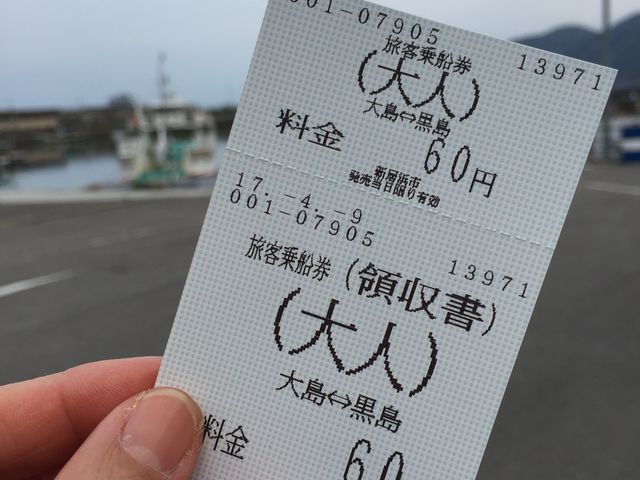 001-07905 13971
旅客乗船券
(大人)
大島⇔黒島
料金 60円
新居浜市
発売当日限り有効
17.-4.-9
001-07905 13971
旅客乗船券(領収書)
(大人)
大島⇔黒島
料金 60